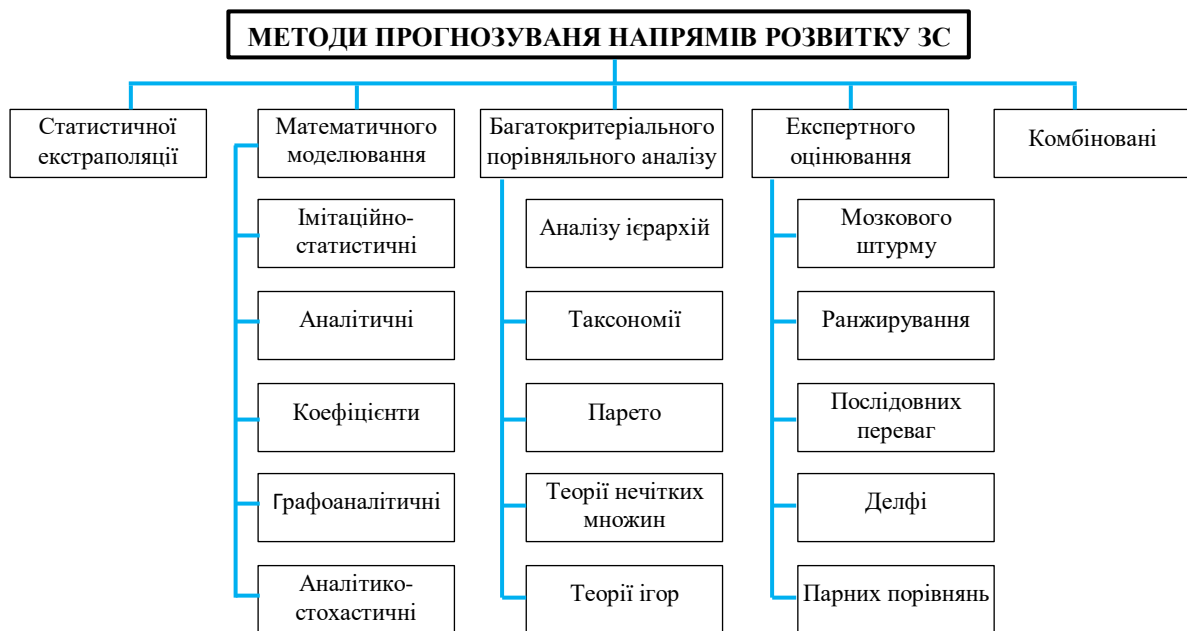 МЕТОДИ ПРОГНОЗУВАНЯ НАПРЯМІВ РОЗВИТКУ ЗС
Статистичної
екстраполяції
Математичного
моделювання
Імітаційно-
статистичні
Аналітичні
Коефіцієнти
Графоаналітичні
Аналітико-
стохастичні
Багатокритеріального
порівняльного аналізу
Аналізу ієрархій
Таксономії
Парето
Теорії нечітких
множин
Теорії ігор
Експертного
оцінювання
Мозкового
штурму
Ранжирування
Послідовних
переваг
Делфі
Парних порівнянь
Комбіновані